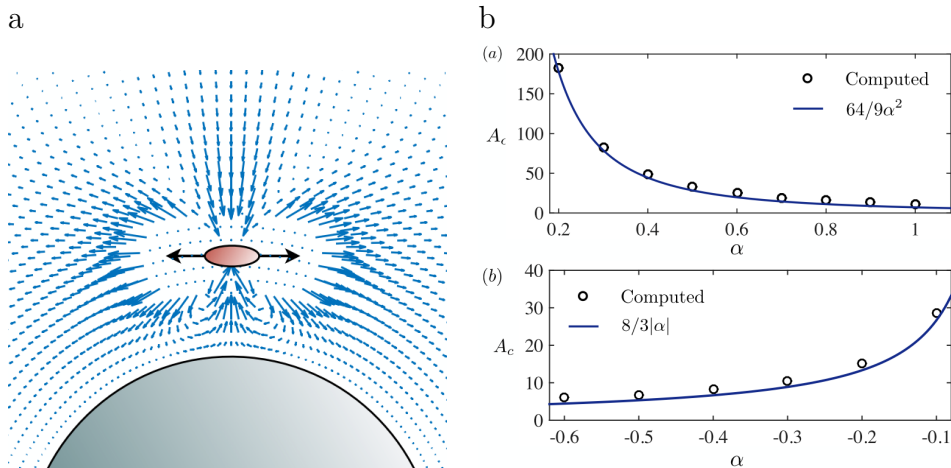 a
b
(a)
200
150
100
50
0
A_c
Computed
64/9α²
0.2 0.4 0.6 0.8 1
α
(b)
40
30
20
10
0
A_c
Computed
8/3|α|
-0.6 -0.5 -0.4 -0.3 -0.2 -0.1
α